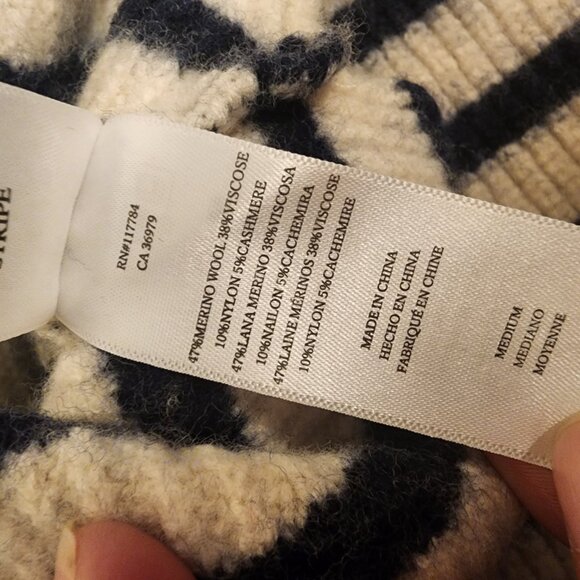 RN#117784
CA 36979
47%MERINO WOOL 38%VISCOSE
10%NYLON 5%CASHMERE
47%LANA MERINO 38%VISCOSA
10%NAILON 5%CACHEMIRA
47%LAINE MÉRINOS 38%VISCOSE
10%NYLON 5%CACHEMIRE
MADE IN CHINA
HECHO EN CHINA
FABRIQUÉ EN CHINE
MEDIUM
MEDIANO
MOYENNE